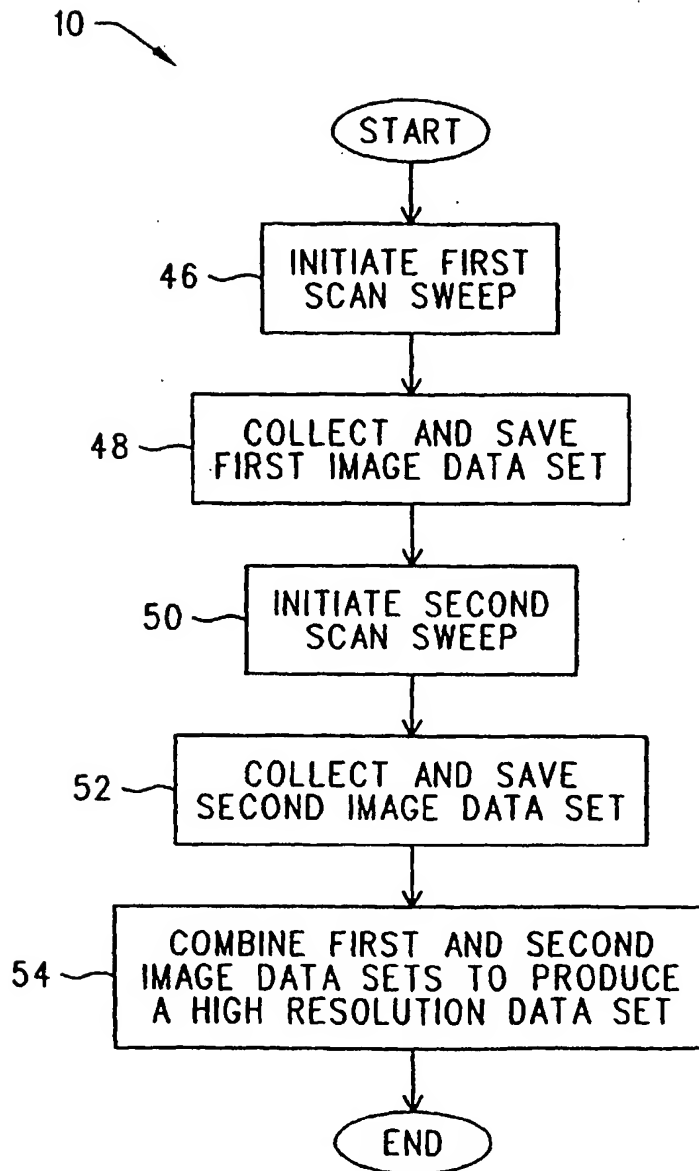 10
START
46
INITIATE FIRST
SCAN SWEEP
48
COLLECT AND SAVE
FIRST IMAGE DATA SET
50
INITIATE SECOND
SCAN SWEEP
52
COLLECT AND SAVE
SECOND IMAGE DATA SET
54
COMBINE FIRST AND SECOND
IMAGE DATA SETS TO PRODUCE
A HIGH RESOLUTION DATA SET
END